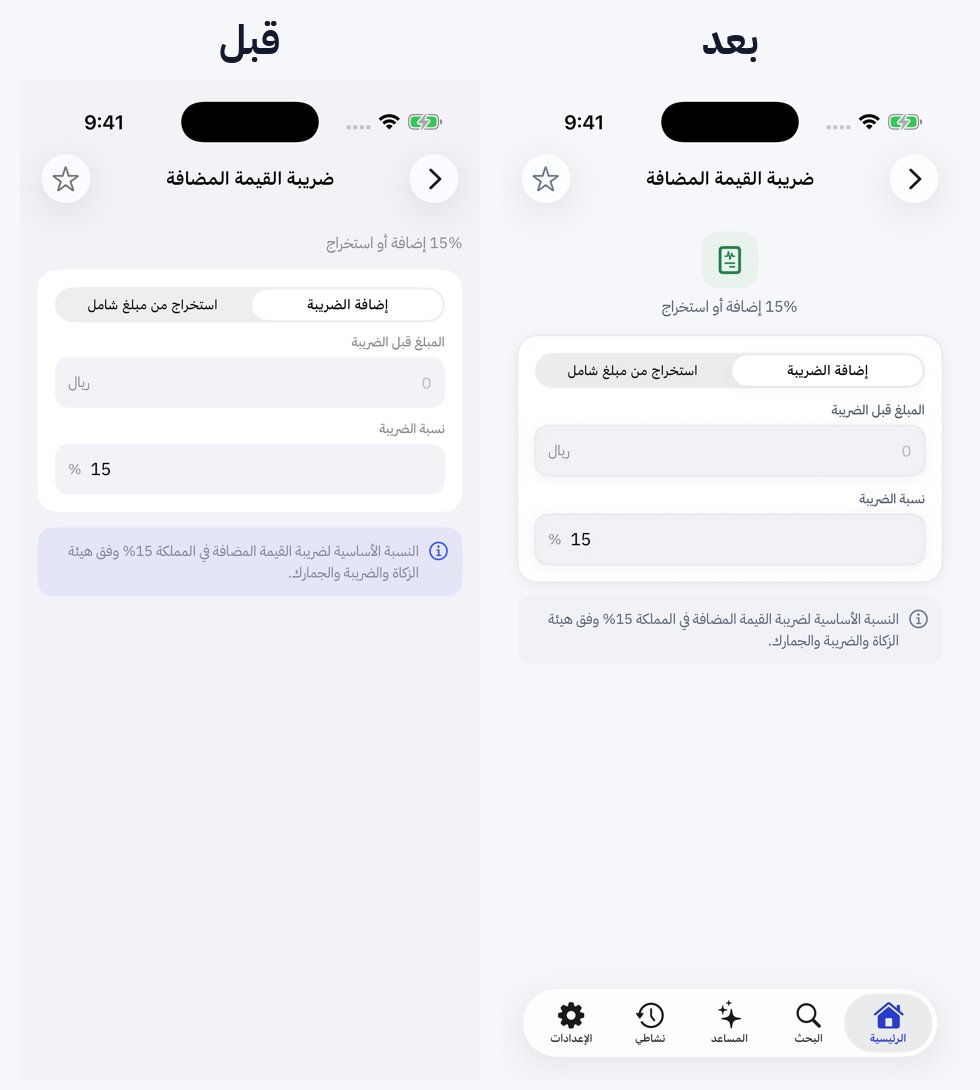 قبل
9:41
ضريبة القيمة المضافة
15% إضافة أو استخراج
إضافة الضريبة
استخراج من مبلغ شامل
المبلغ قبل الضريبة
0
ريال
نسبة الضريبة
15 %
النسبة الأساسية لضريبة القيمة المضافة في المملكة 15% وفق هيئة
الزكاة والضريبة والجمارك.
بعد
9:41
ضريبة القيمة المضافة
15% إضافة أو استخراج
إضافة الضريبة
استخراج من مبلغ شامل
المبلغ قبل الضريبة
0
ريال
نسبة الضريبة
15 %
النسبة الأساسية لضريبة القيمة المضافة في المملكة 15% وفق هيئة
الزكاة والضريبة والجمارك.
الرئيسية
البحث
المساعد
نشاطي
الإعدادات